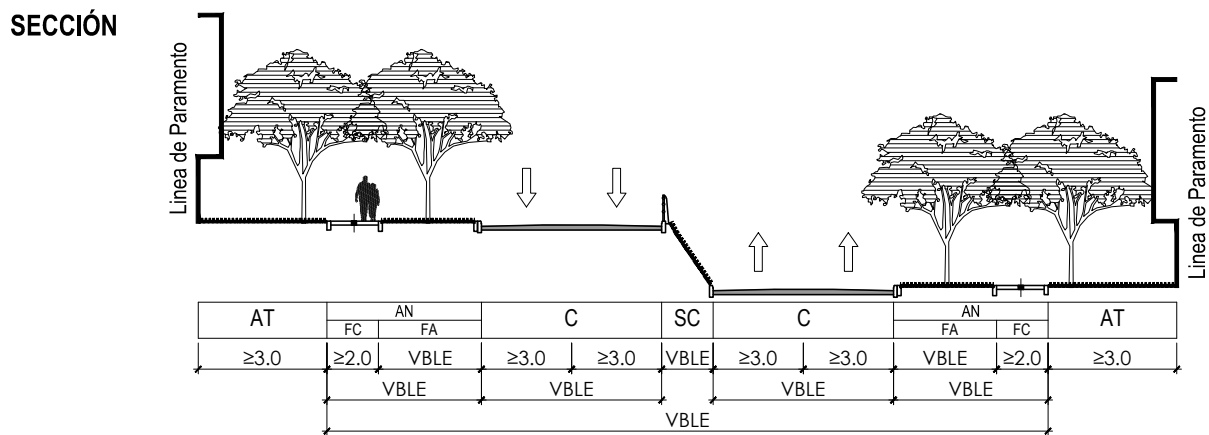 SECCIÓN
Linea de Paramento
Linea de Paramento
AT AN C SC C AN AT
FC FA FA FC
≥3.0 ≥2.0 VBLE ≥3.0 ≥3.0 VBLE ≥3.0 ≥3.0 VBLE ≥2.0 ≥3.0
VBLE VBLE VBLE VBLE
VBLE